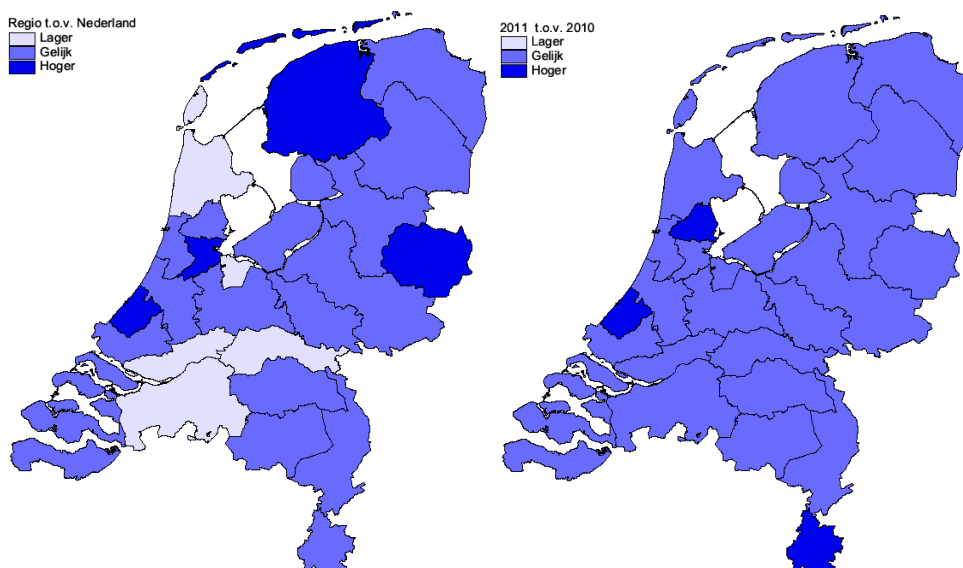 Regio t.o.v. Nederland
Lager
Gelijk
Hoger
2011 t.o.v. 2010
Lager
Gelijk
Hoger